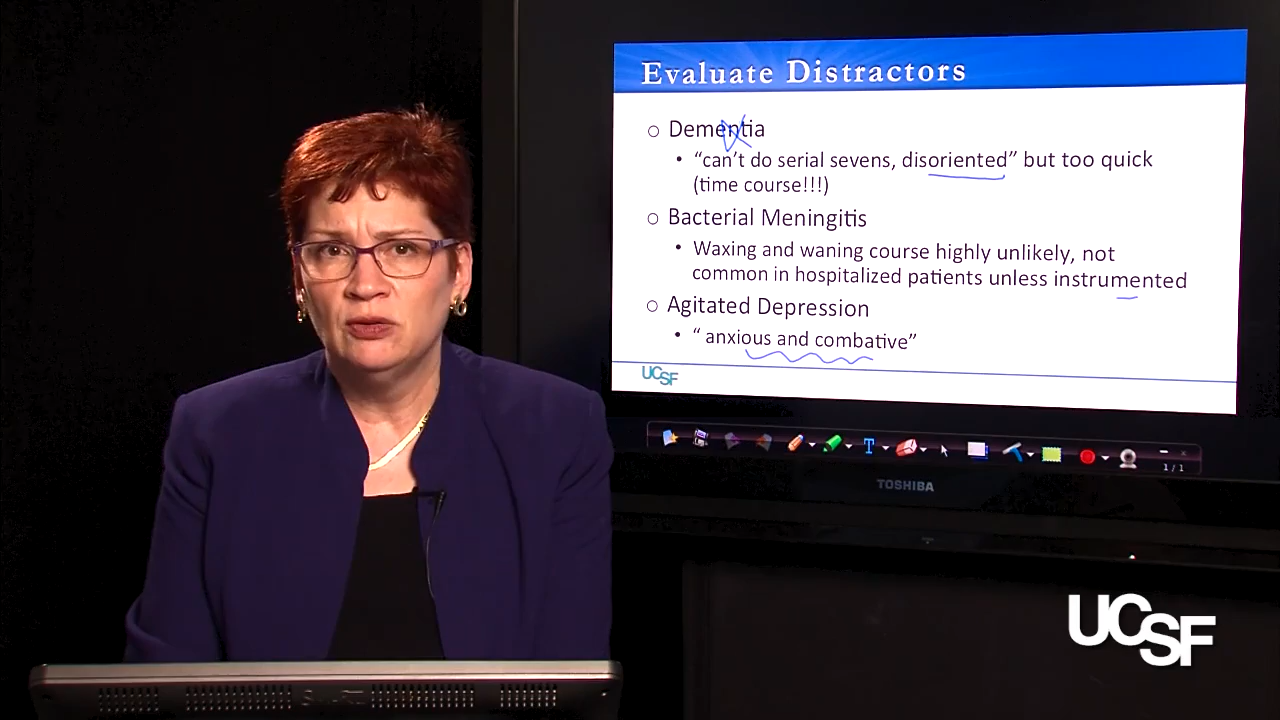 Evaluate Distractors
○ Dementia
• “can’t do serial sevens, disoriented” but too quick
(time course!!!)
○ Bacterial Meningitis
• Waxing and waning course highly unlikely, not
common in hospitalized patients unless instrumented
○ Agitated Depression
• “ anxious and combative”
UCSF
T
1/1
TOSHIBA
UCSF